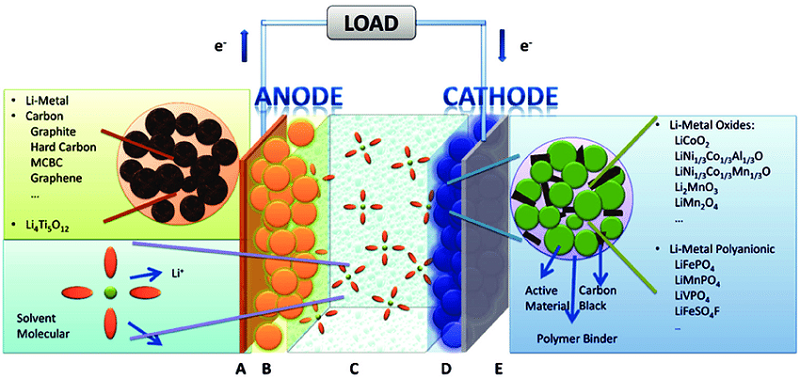 LOAD
e-
e-
ANODE
CATHODE
• Li-Metal
• Carbon
Graphite
Hard Carbon
MCBC
Graphene
...
• Li4Ti5O12
Li+
Solvent
Molecular
• Li-Metal Oxides:
LiCoO2
LiNi1/3Co1/3Al1/3O
LiNi1/3Co1/3Mn1/3O
Li2MnO3
LiMn2O4
...
• Li-Metal Polyanionic
LiFePO4
LiMnPO4
LiVPO4
LiFeSO4F
..
Active
Material
Carbon
Black
Polymer Binder
A B C D E